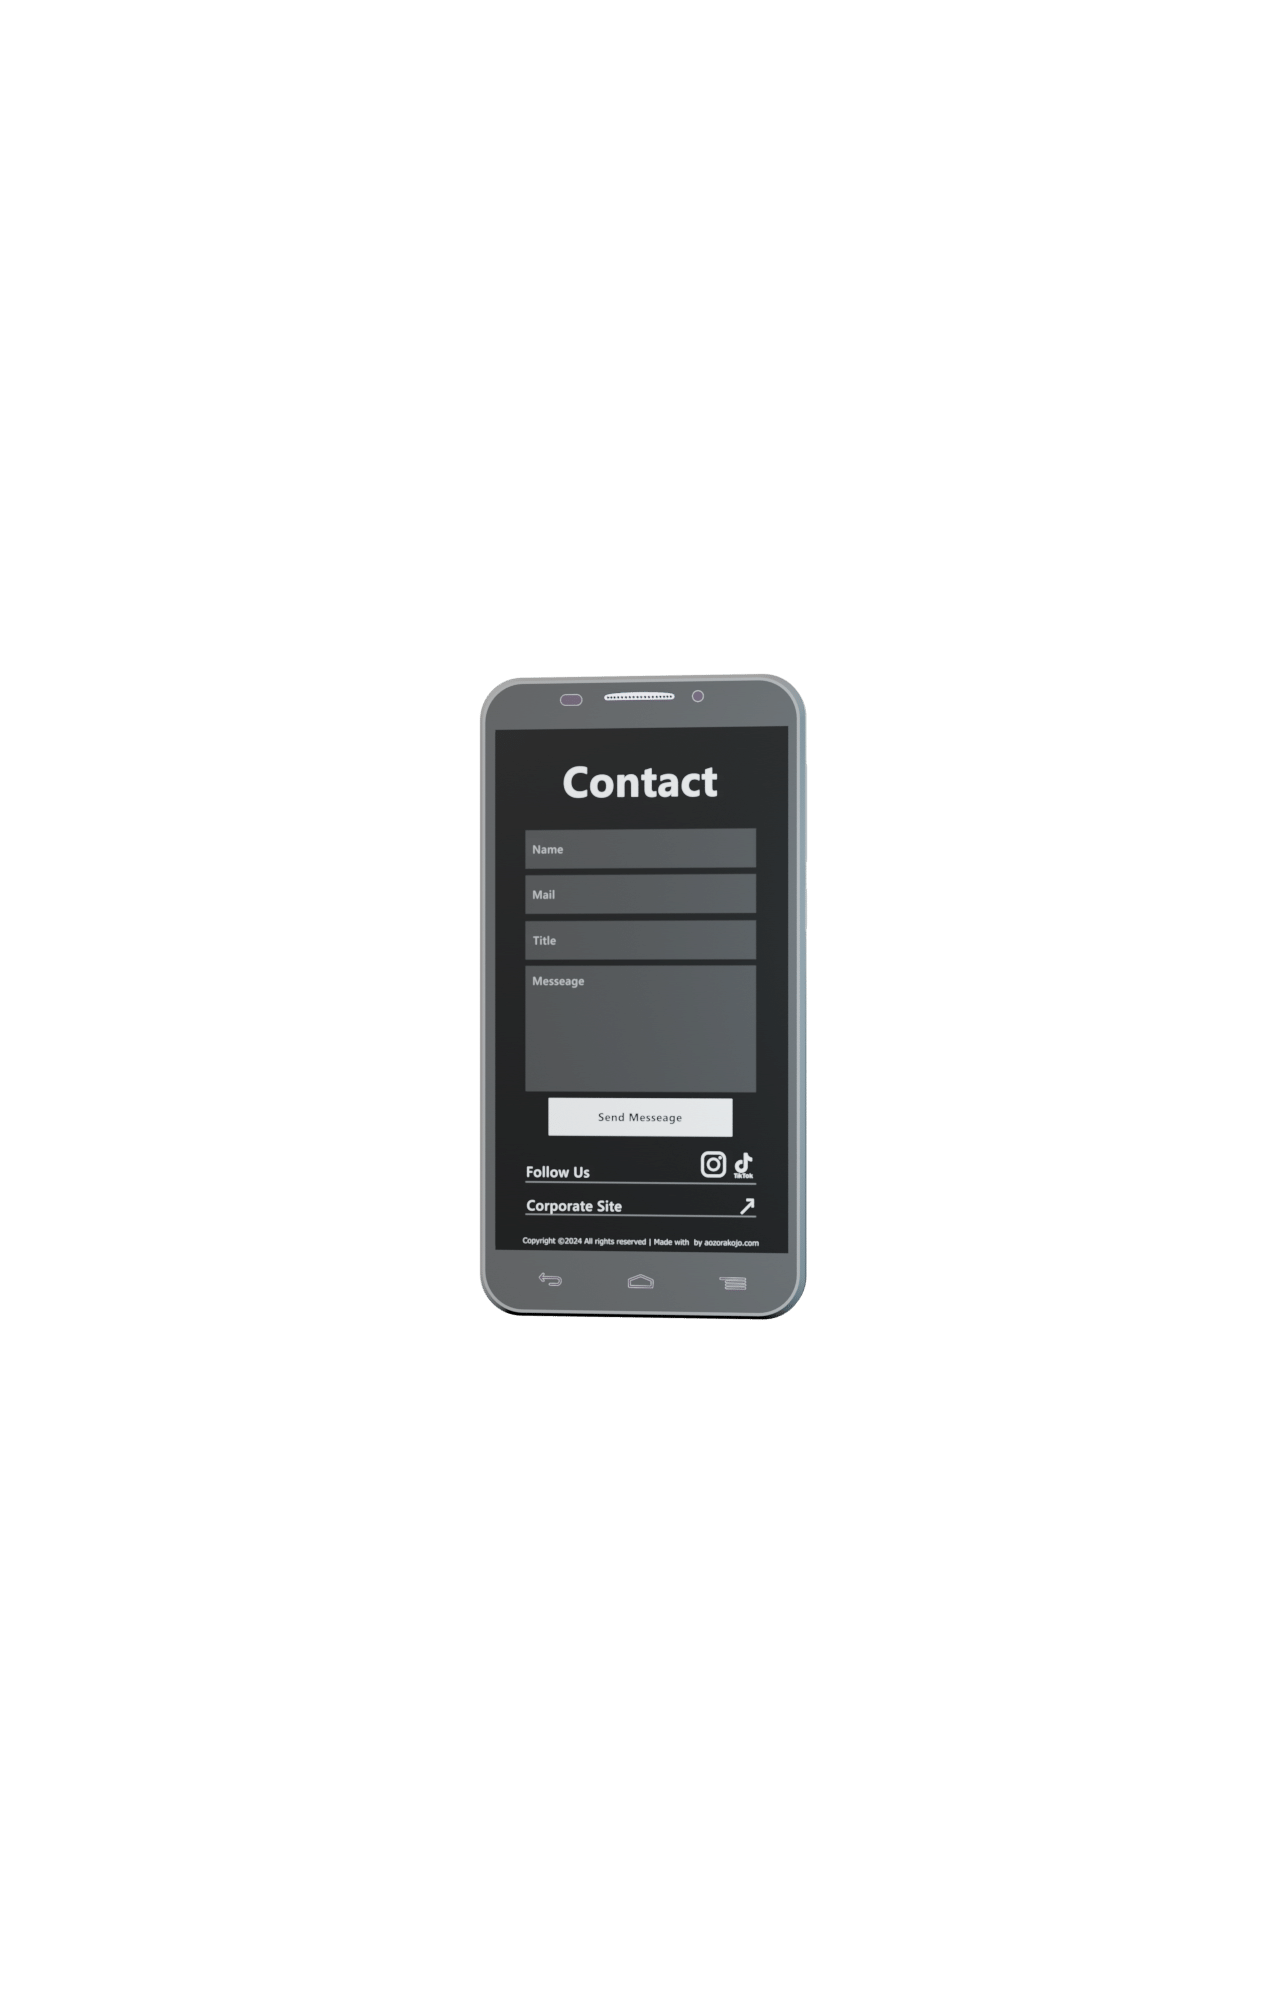 Contact
Name
Mail
Title
Messeage
Send Messeage
Follow Us
TikTok
Corporate Site
Copyright ©2024 All rights reserved | Made with by aozorakojo.com